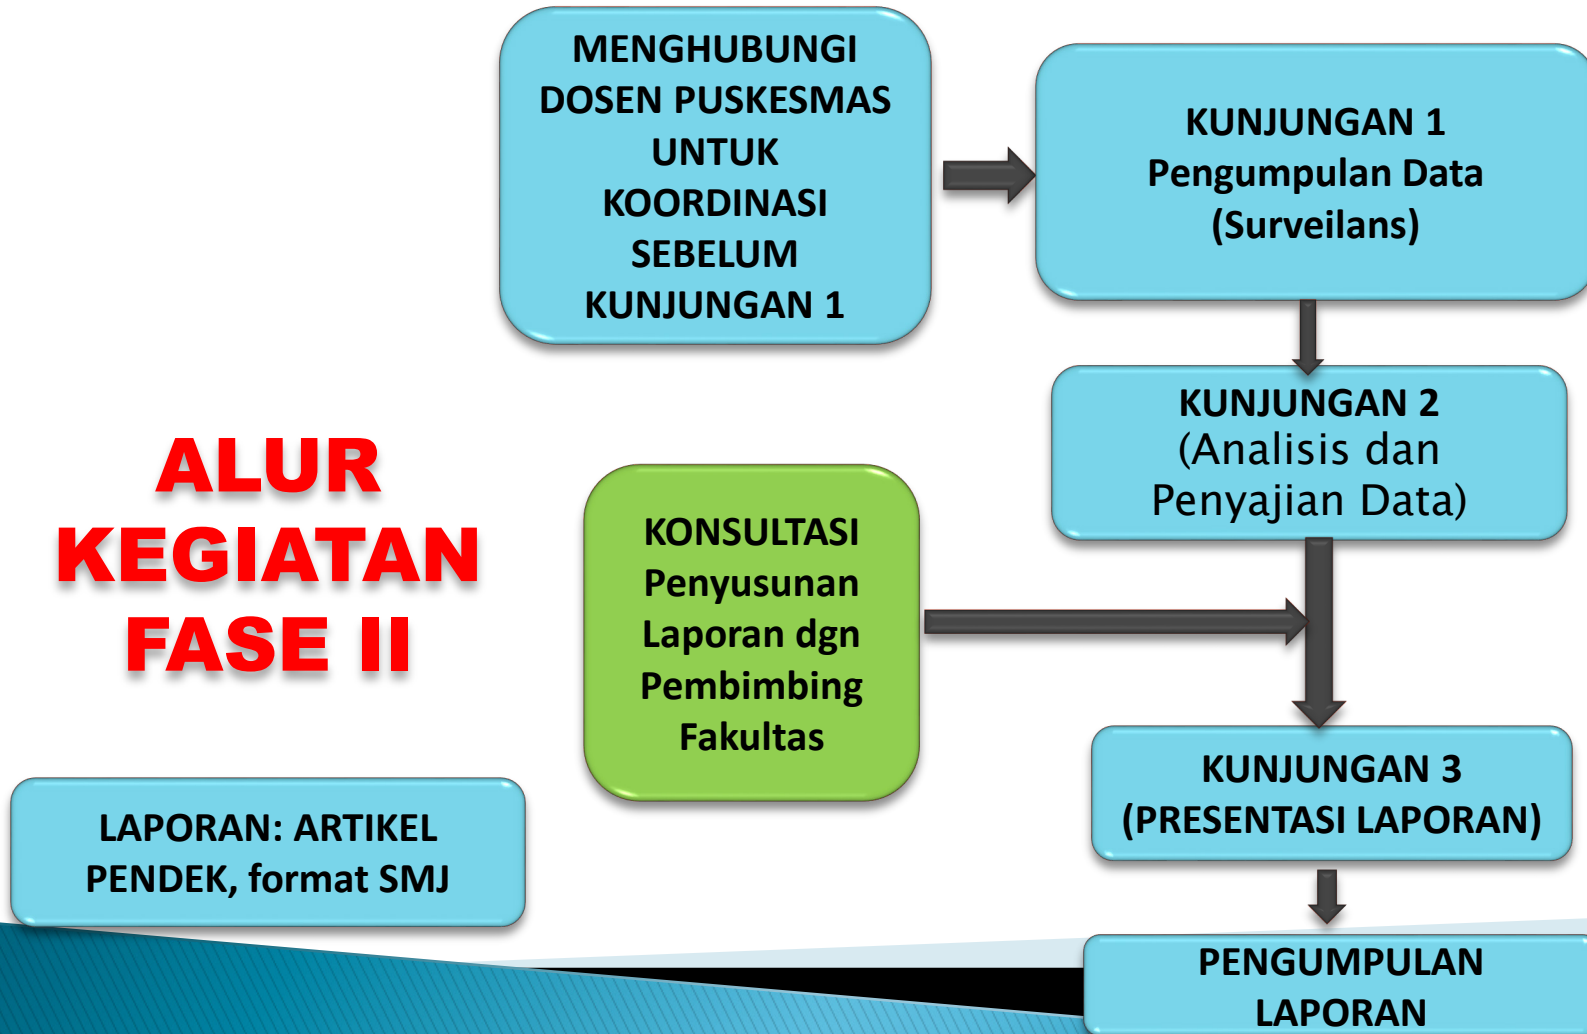 MENGHUBUNGI
DOSEN PUSKESMAS
UNTUK
KOORDINASI
SEBELUM
KUNJUNGAN 1
KUNJUNGAN 1
Pengumpulan Data
(Surveilans)
KUNJUNGAN 2
(Analisis dan
Penyajian Data)
ALUR
KEGIATAN
FASE II
KONSULTASI
Penyusunan
Laporan dgn
Pembimbing
Fakultas
KUNJUNGAN 3
(PRESENTASI LAPORAN)
LAPORAN: ARTIKEL
PENDEK, format SMJ
PENGUMPULAN
LAPORAN